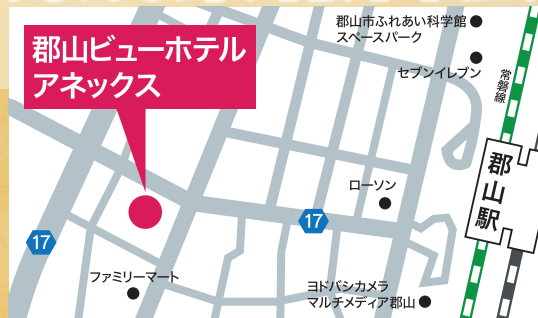 郡山ビューホテル
アネックス
郡山市ふれあい科学館
スペースパーク
セブンイレブン
常磐線
郡山駅
ローソン
17
17
ファミリーマート
ヨドバシカメラ
マルチメディア郡山